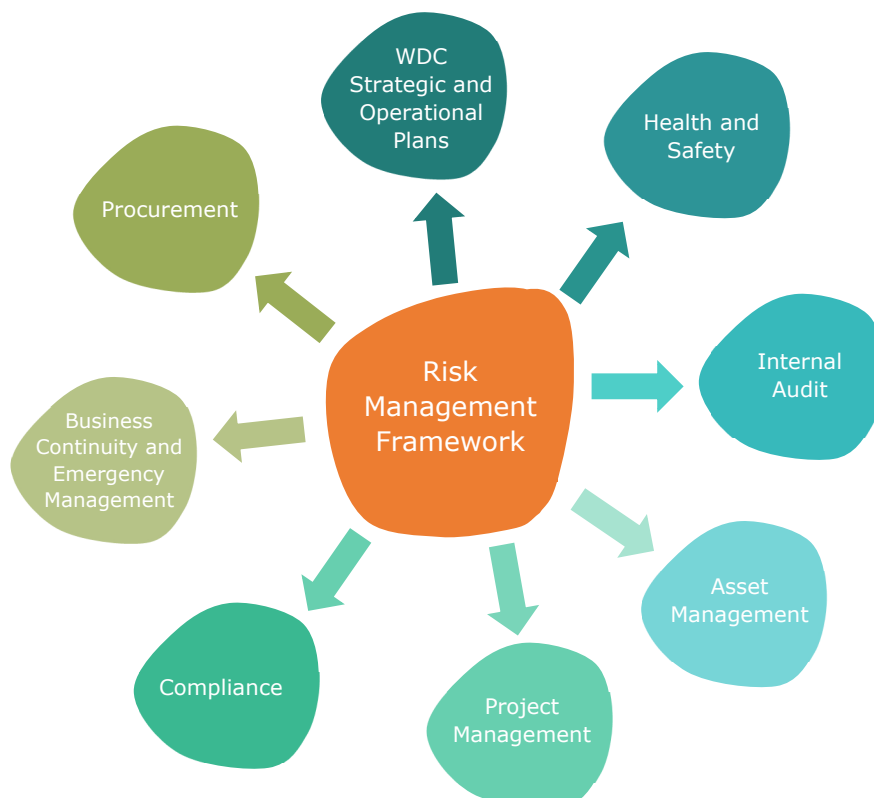 WDC
Strategic and
Operational
Plans
Health and
Safety
Procurement
Internal
Audit
Risk
Management
Framework
Business
Continuity and
Emergency
Management
Asset
Management
Compliance
Project
Management